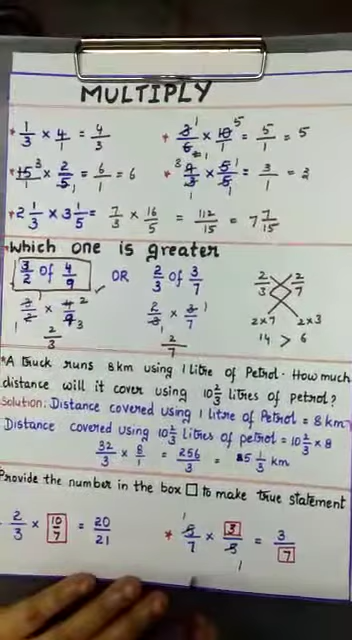 MULTIPLY
* 1/3 × 4/1 = 4/3
* 3/6 × 10/1 = 5/1 = 5
15/1 × 2/5 = 6/1 = 6
* 9/3 × 5/5 = 3/1 = 3
* 2 1/3 × 3 1/5 = 7/3 × 16/5 = 112/15 = 7 7/15
* Which one is greater
3/2 of 4/9 OR 2/3 of 3/7
3/2 × 4/9 2/3 × 3/7
2/3 2/7
2/3 2/7
2×7 2×3
14 > 6
* A truck runs 8 km using 1 litre of Petrol. How much
distance will it cover using 10 2/3 litres of petrol?
Solution: Distance covered using 1 litre of Petrol = 8 km
Distance covered using 10 2/3 litres of petrol = 10 2/3 × 8
32/3 × 8/1 = 256/3 = 85 1/3 km
Provide the number in the box □ to make true statement
2/3 × 10/7 = 20/21
* 5/7 × 3/5 = 3/7